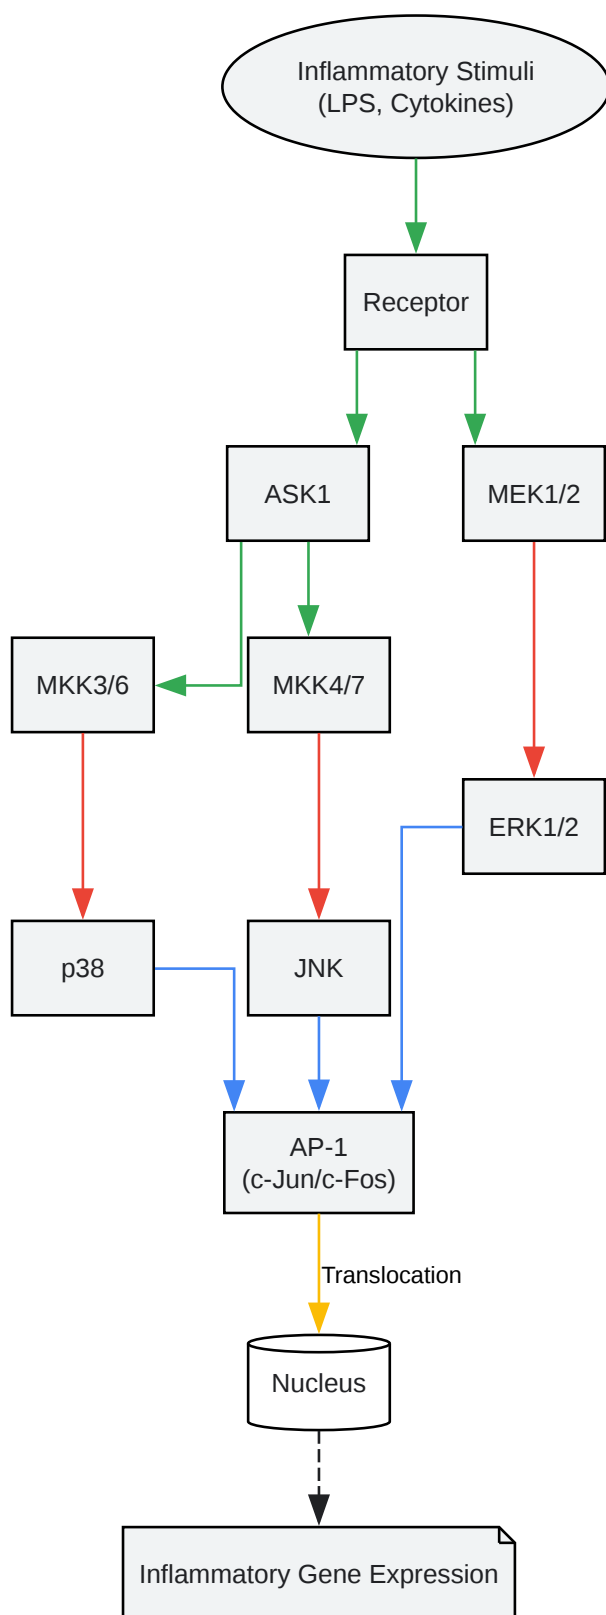 Inflammatory Stimuli
(LPS, Cytokines)
Receptor
ASK1
MEK1/2
MKK3/6
MKK4/7
ERK1/2
p38
JNK
AP-1
(c-Jun/c-Fos)
Translocation
Nucleus
Inflammatory Gene Expression